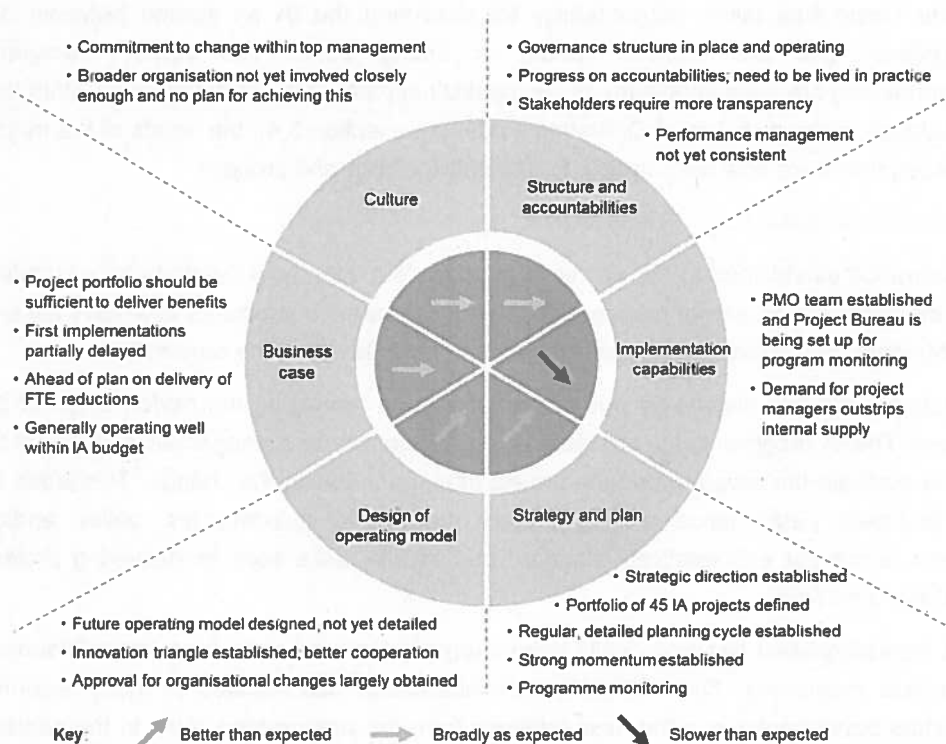 • Commitment to change within top management
• Broader organisation not yet involved closely
enough and no plan for achieving this
• Governance structure in place and operating
• Progress on accountabilities; need to be lived in practice
• Stakeholders require more transparency
• Performance management
not yet consistent
Culture
Structure and
accountabilities
• Project portfolio should be
sufficient to deliver benefits
• First implementations
partially delayed
• Ahead of plan on delivery of
FTE reductions
• Generally operating well
within IA budget
Business
case
Implementation
capabilities
• PMO team established
and Project Bureau is
being set up for
program monitoring
• Demand for project
managers outstrips
internal supply
Design of
operating model
Strategy and plan
• Strategic direction established
• Portfolio of 45 IA projects defined
• Regular, detailed planning cycle established
• Strong momentum established
• Programme monitoring
• Future operating model designed, not yet detailed
• Innovation triangle established; better cooperation
• Approval for organisational changes largely obtained
Key:
Better than expected
Broadly as expected
Slower than expected